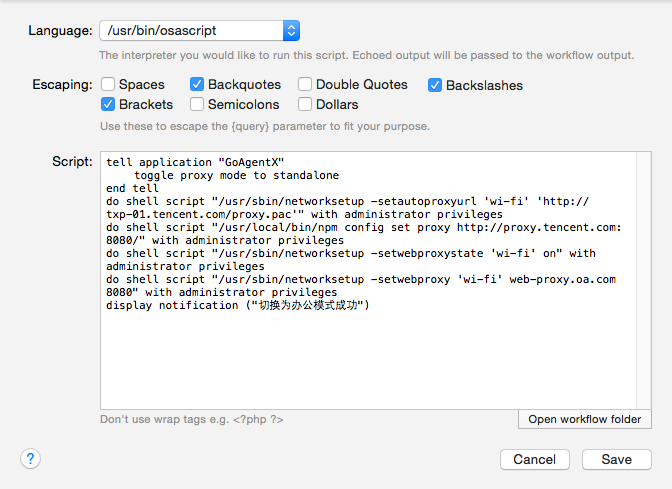 Language: /usr/bin/osascript
The interpreter you would like to run this script. Echoed output will be passed to the workflow output.
Escaping: Spaces Backquotes Double Quotes Backslashes
Brackets Semicolons Dollars
Use these to escape the {query} parameter to fit your purpose.
Script: tell application "GoAgentX"
toggle proxy mode to standalone
end tell
do shell script "/usr/sbin/networksetup -setautoproxyurl 'wi-fi' 'http://
txp-01.tencent.com/proxy.pac'" with administrator privileges
do shell script "/usr/local/bin/npm config set proxy http://proxy.tencent.com:
8080/" with administrator privileges
do shell script "/usr/sbin/networksetup -setwebproxystate 'wi-fi' on" with
administrator privileges
do shell script "/usr/sbin/networksetup -setwebproxy 'wi-fi' web-proxy.oa.com
8080" with administrator privileges
display notification ("切换为办公模式成功")
Don't use wrap tags e.g. <?php ?>
Open workflow folder
?
Cancel Save